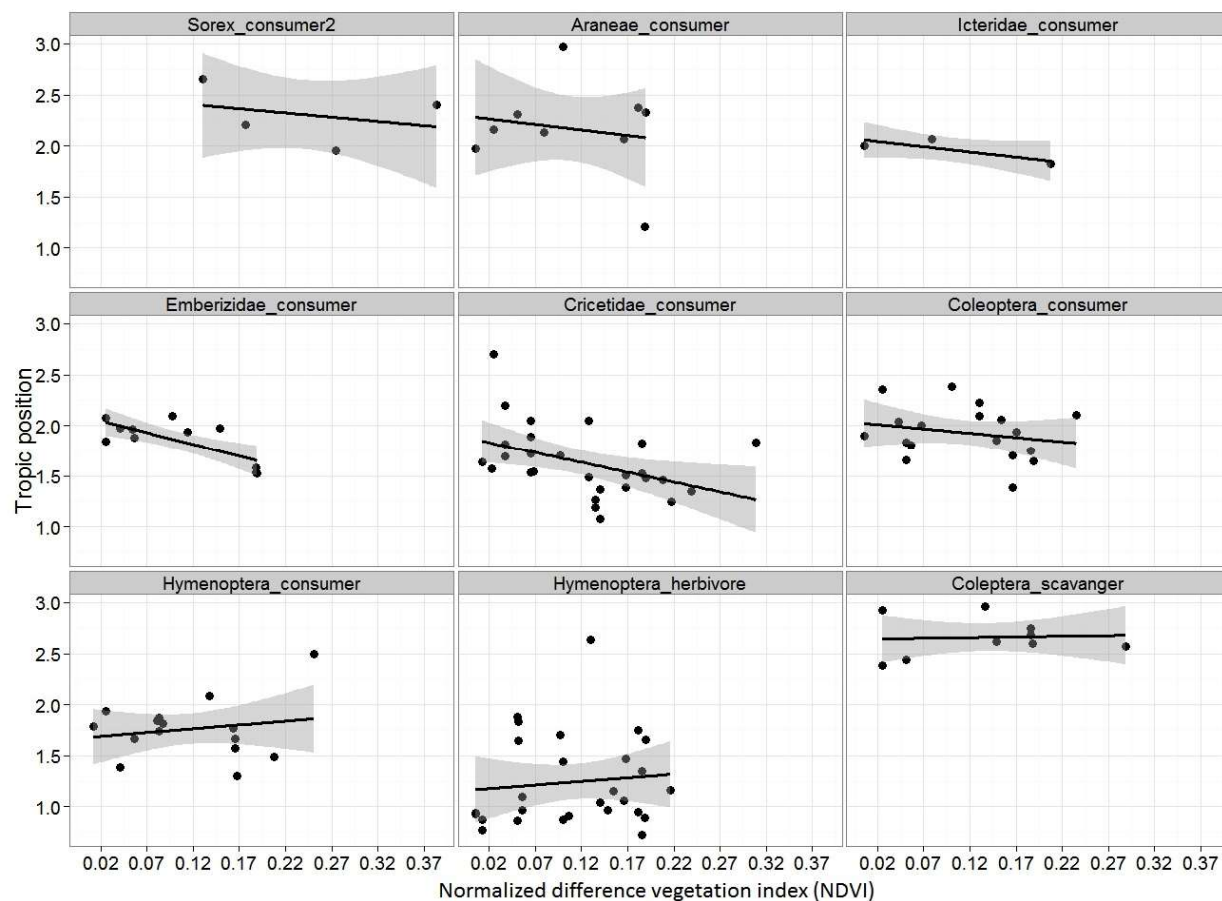 Sorex_consumer2 Araneae_consumer Icteridae_consumer
3.0
2.5
2.0
1.5
1.0
Emberizidae_consumer Cricetidae_consumer Coleoptera_consumer
3.0
2.5
2.0
1.5
1.0
Tropic position
Hymenoptera_consumer Hymenoptera_herbivore Coleptera_scavanger
3.0
2.5
2.0
1.5
1.0
0.02 0.07 0.12 0.17 0.22 0.27 0.32 0.37 0.02 0.07 0.12 0.17 0.22 0.27 0.32 0.37 0.02 0.07 0.12 0.17 0.22 0.27 0.32 0.37
Normalized difference vegetation index (NDVI)